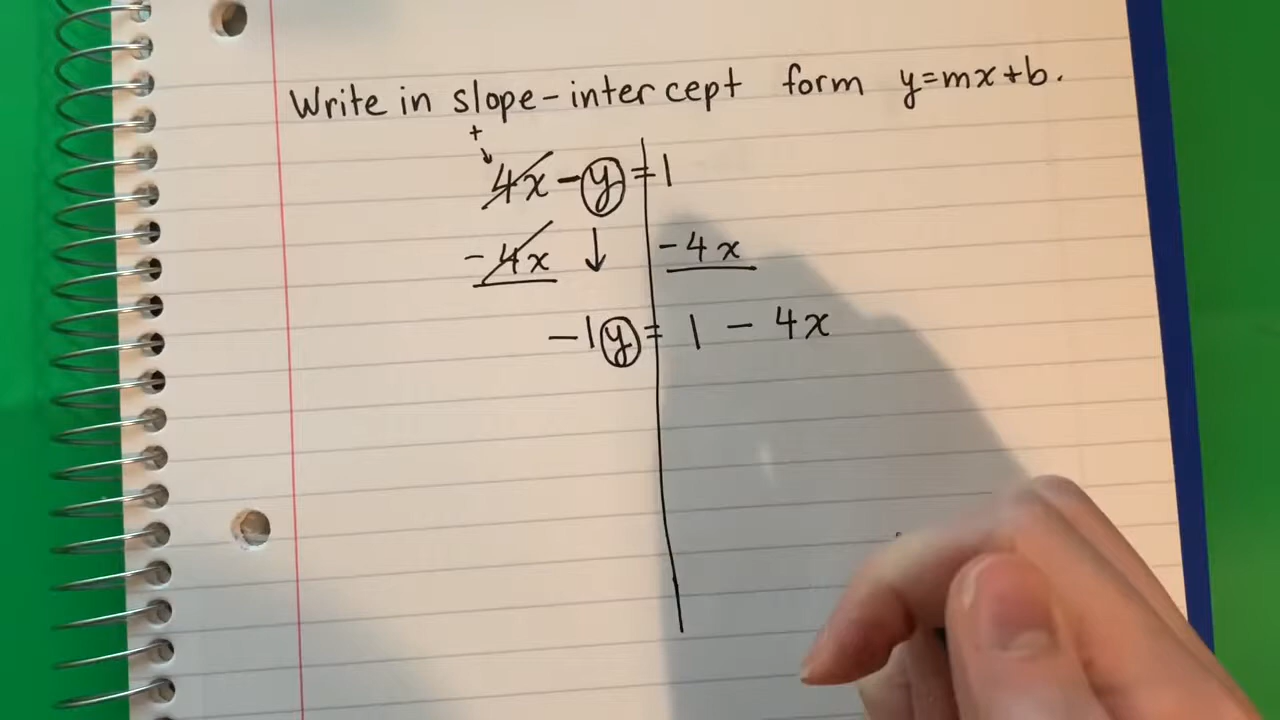 Write in slope-intercept form y=mx+b.
+
4x-y=1
-4x -4x
-1y=1-4x